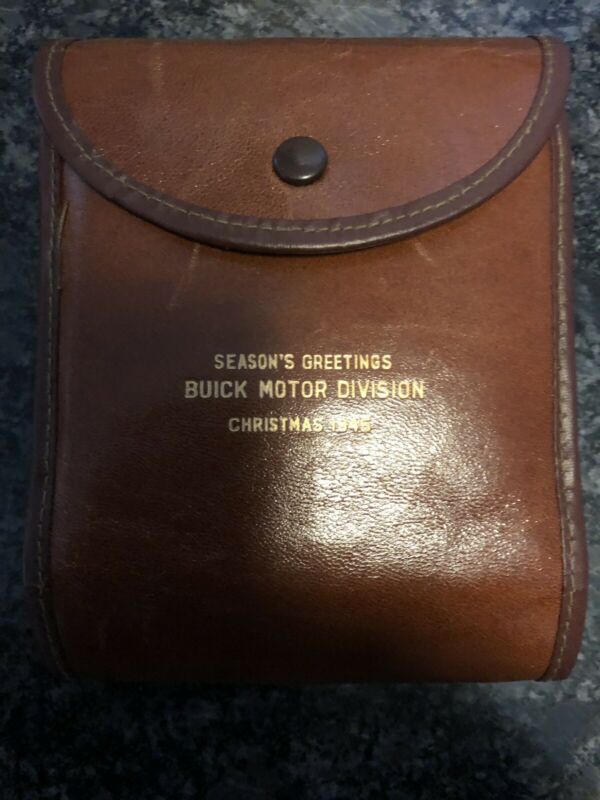 SEASON'S GREETINGS
BUICK MOTOR DIVISION
CHRISTMAS 1945